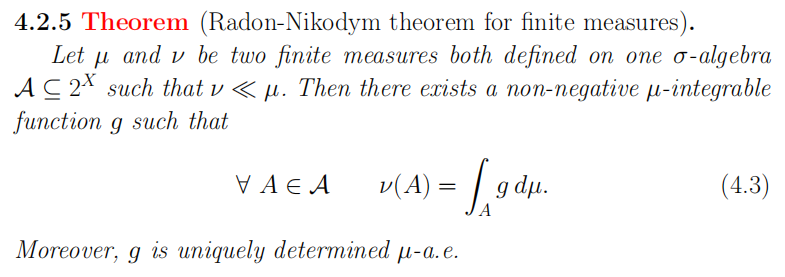 4.2.5 Theorem (Radon-Nikodym theorem for finite measures).
Let μ and ν be two finite measures both defined on one σ-algebra
𝒜 ⊆ 2^X such that ν ≪ μ. Then there exists a non-negative μ-integrable
function g such that
∀ A ∈ 𝒜 ν(A) = ∫_A g dμ. (4.3)
Moreover, g is uniquely determined μ-a.e.